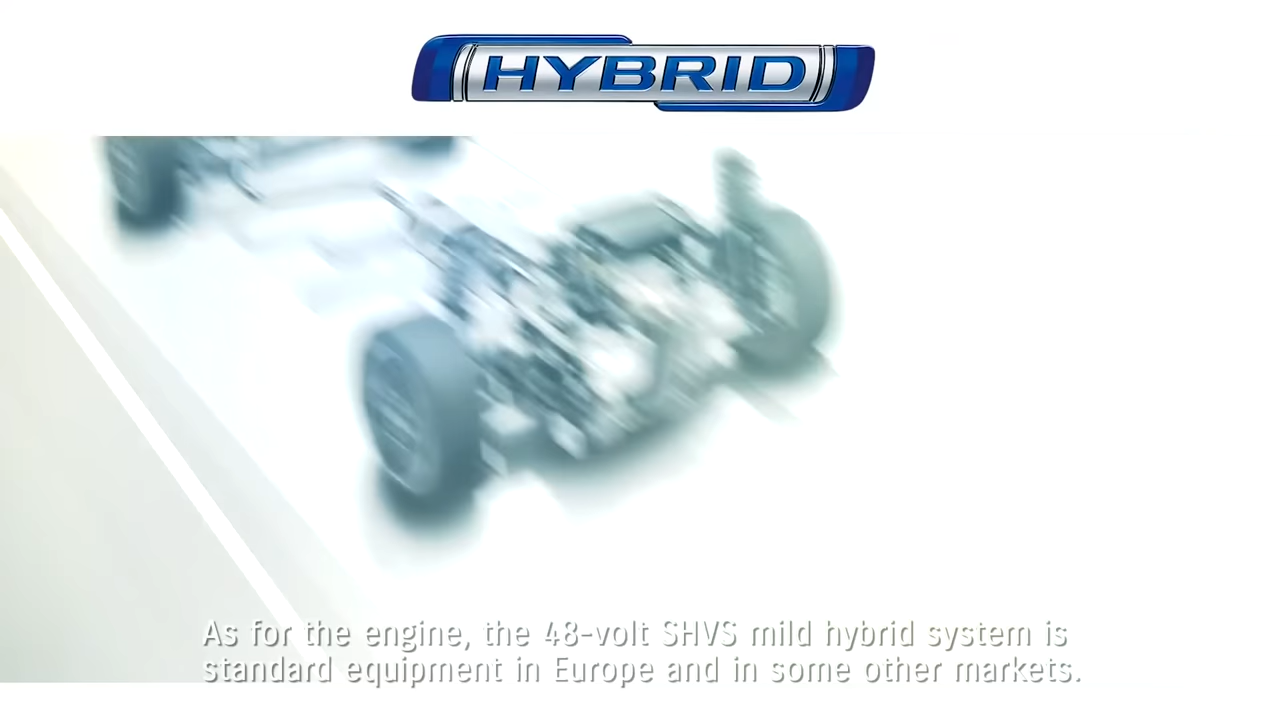 HYBRID
As for the engine, the 48-volt SHVS mild hybrid system is
standard equipment in Europe and in some other markets.